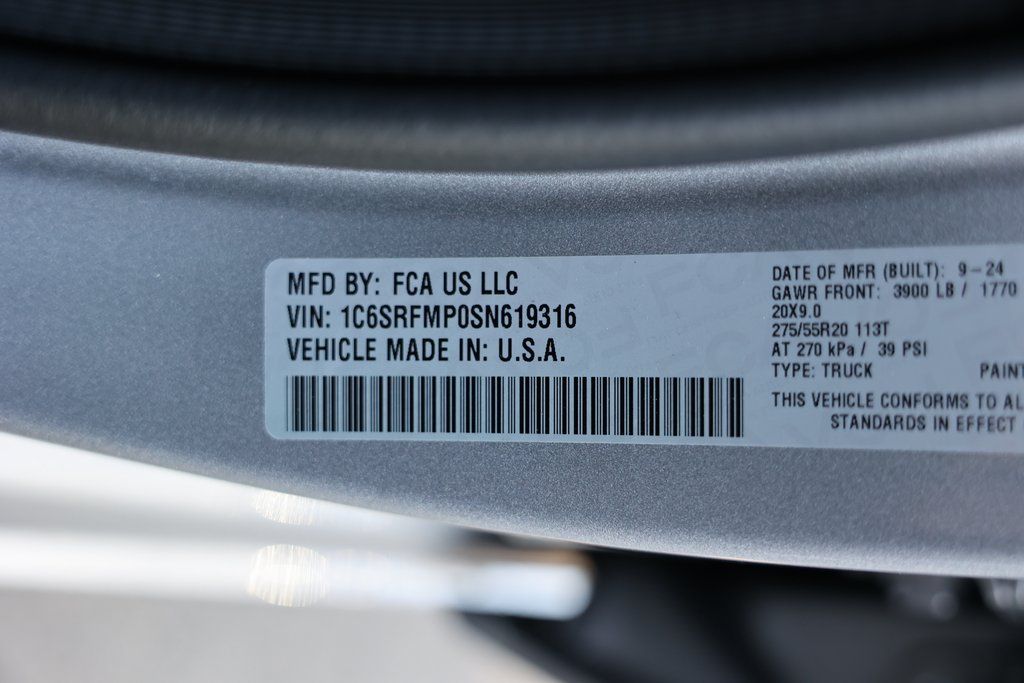 MFD BY: FCA US LLC
VIN: 1C6SRFMP0SN619316
VEHICLE MADE IN: U.S.A.
DATE OF MFR (BUILT): 9-24
GAWR FRONT: 3900 LB / 1770
20X9.0
275/55R20 113T
AT 270 kPa / 39 PSI
TYPE: TRUCK PAINT
THIS VEHICLE CONFORMS TO AL
STANDARDS IN EFFECT